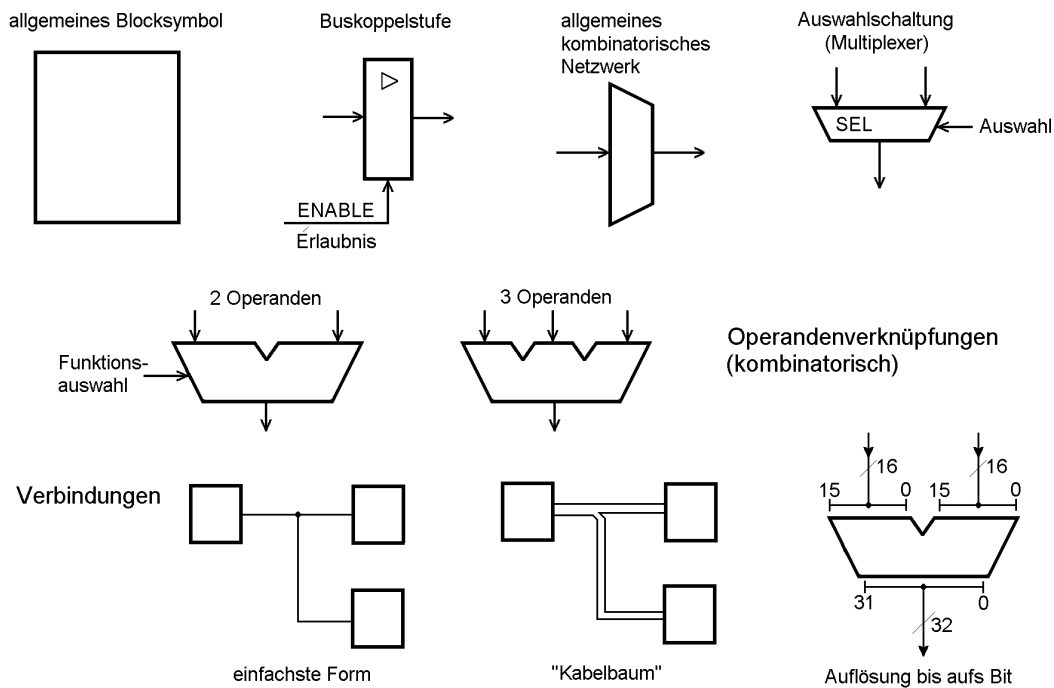 allgemeines Blocksymbol
Buskoppelstufe
allgemeines
kombinatorisches
Netzwerk
Auswahlschaltung
(Multiplexer)
SEL
Auswahl
ENABLE
Erlaubnis
2 Operanden
3 Operanden
Operandenverknüpfungen
(kombinatorisch)
Funktions-
auswahl
Verbindungen
16
16
15
0
15
0
31
0
32
einfachste Form
"Kabelbaum"
Auflösung bis aufs Bit